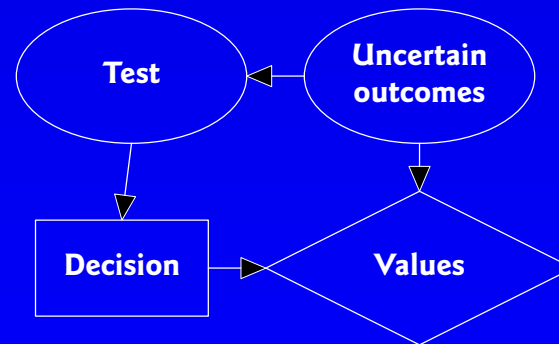 Test
Uncertain
outcomes
Decision
Values